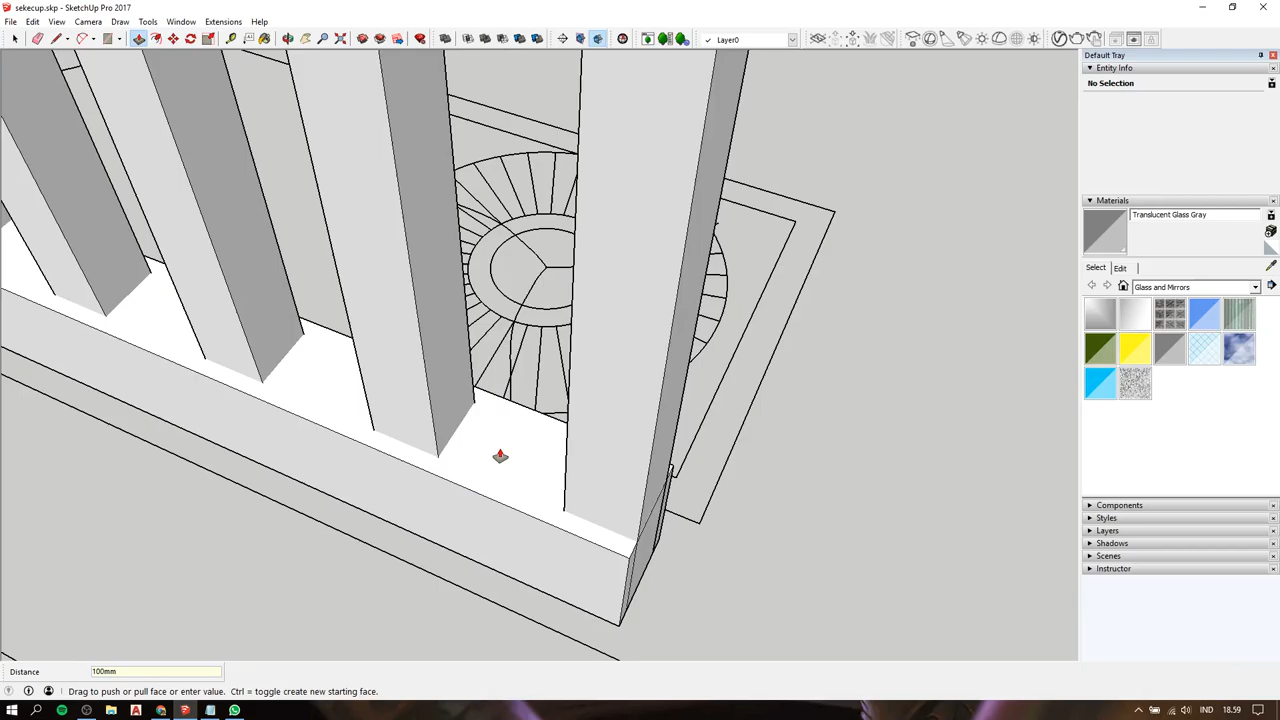 sekecup.skp - SketchUp Pro 2017
File Edit View Camera Draw Tools Window Extensions Help
Layer0
Default Tray
Entity Info
No Selection
Materials
Translucent Glass Gray
Select Edit
Glass and Mirrors
Components
Styles
Layers
Shadows
Scenes
Instructor
Distance 100mm
Drag to push or pull face or enter value. Ctrl = toggle create new starting face.
IND 18.59